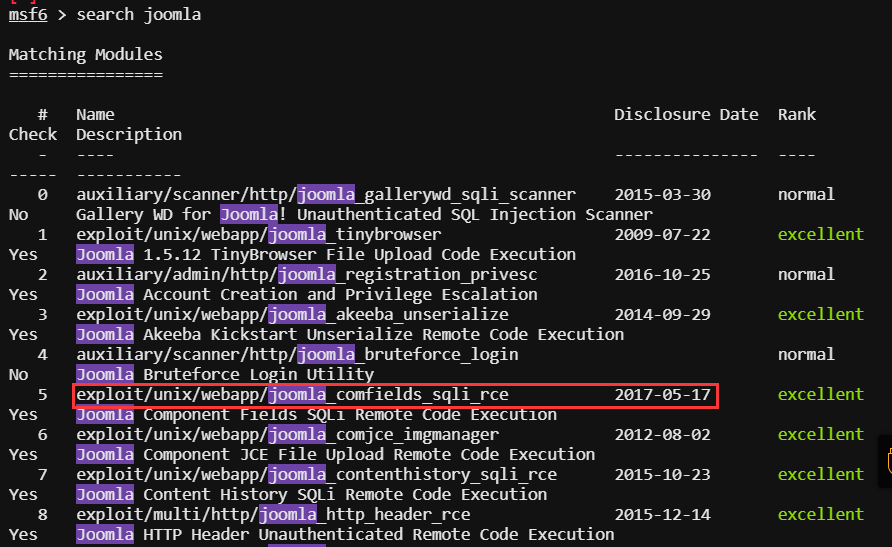 msf6 > search joomla
Matching Modules
================
# Name Disclosure Date Rank
Check Description
- ---- --------------- ----
----- -----------
0 auxiliary/scanner/http/joomla_gallerywd_sqli_scanner 2015-03-30 normal
No Gallery WD for Joomla! Unauthenticated SQL Injection Scanner
1 exploit/unix/webapp/joomla_tinybrowser 2009-07-22 excellent
Yes Joomla 1.5.12 TinyBrowser File Upload Code Execution
2 auxiliary/admin/http/joomla_registration_privesc 2016-10-25 normal
Yes Joomla Account Creation and Privilege Escalation
3 exploit/unix/webapp/joomla_akeeba_unserialize 2014-09-29 excellent
Yes Joomla Akeeba Kickstart Unserialize Remote Code Execution
4 auxiliary/scanner/http/joomla_bruteforce_login normal
No Joomla Bruteforce Login Utility
5 exploit/unix/webapp/joomla_comfields_sqli_rce 2017-05-17 excellent
Yes Joomla Component Fields SQLi Remote Code Execution
6 exploit/unix/webapp/joomla_comjce_imgmanager 2012-08-02 excellent
Yes Joomla Component JCE File Upload Remote Code Execution
7 exploit/unix/webapp/joomla_contenthistory_sqli_rce 2015-10-23 excellent
Yes Joomla Content History SQLi Remote Code Execution
8 exploit/multi/http/joomla_http_header_rce 2015-12-14 excellent
Yes Joomla HTTP Header Unauthenticated Remote Code Execution